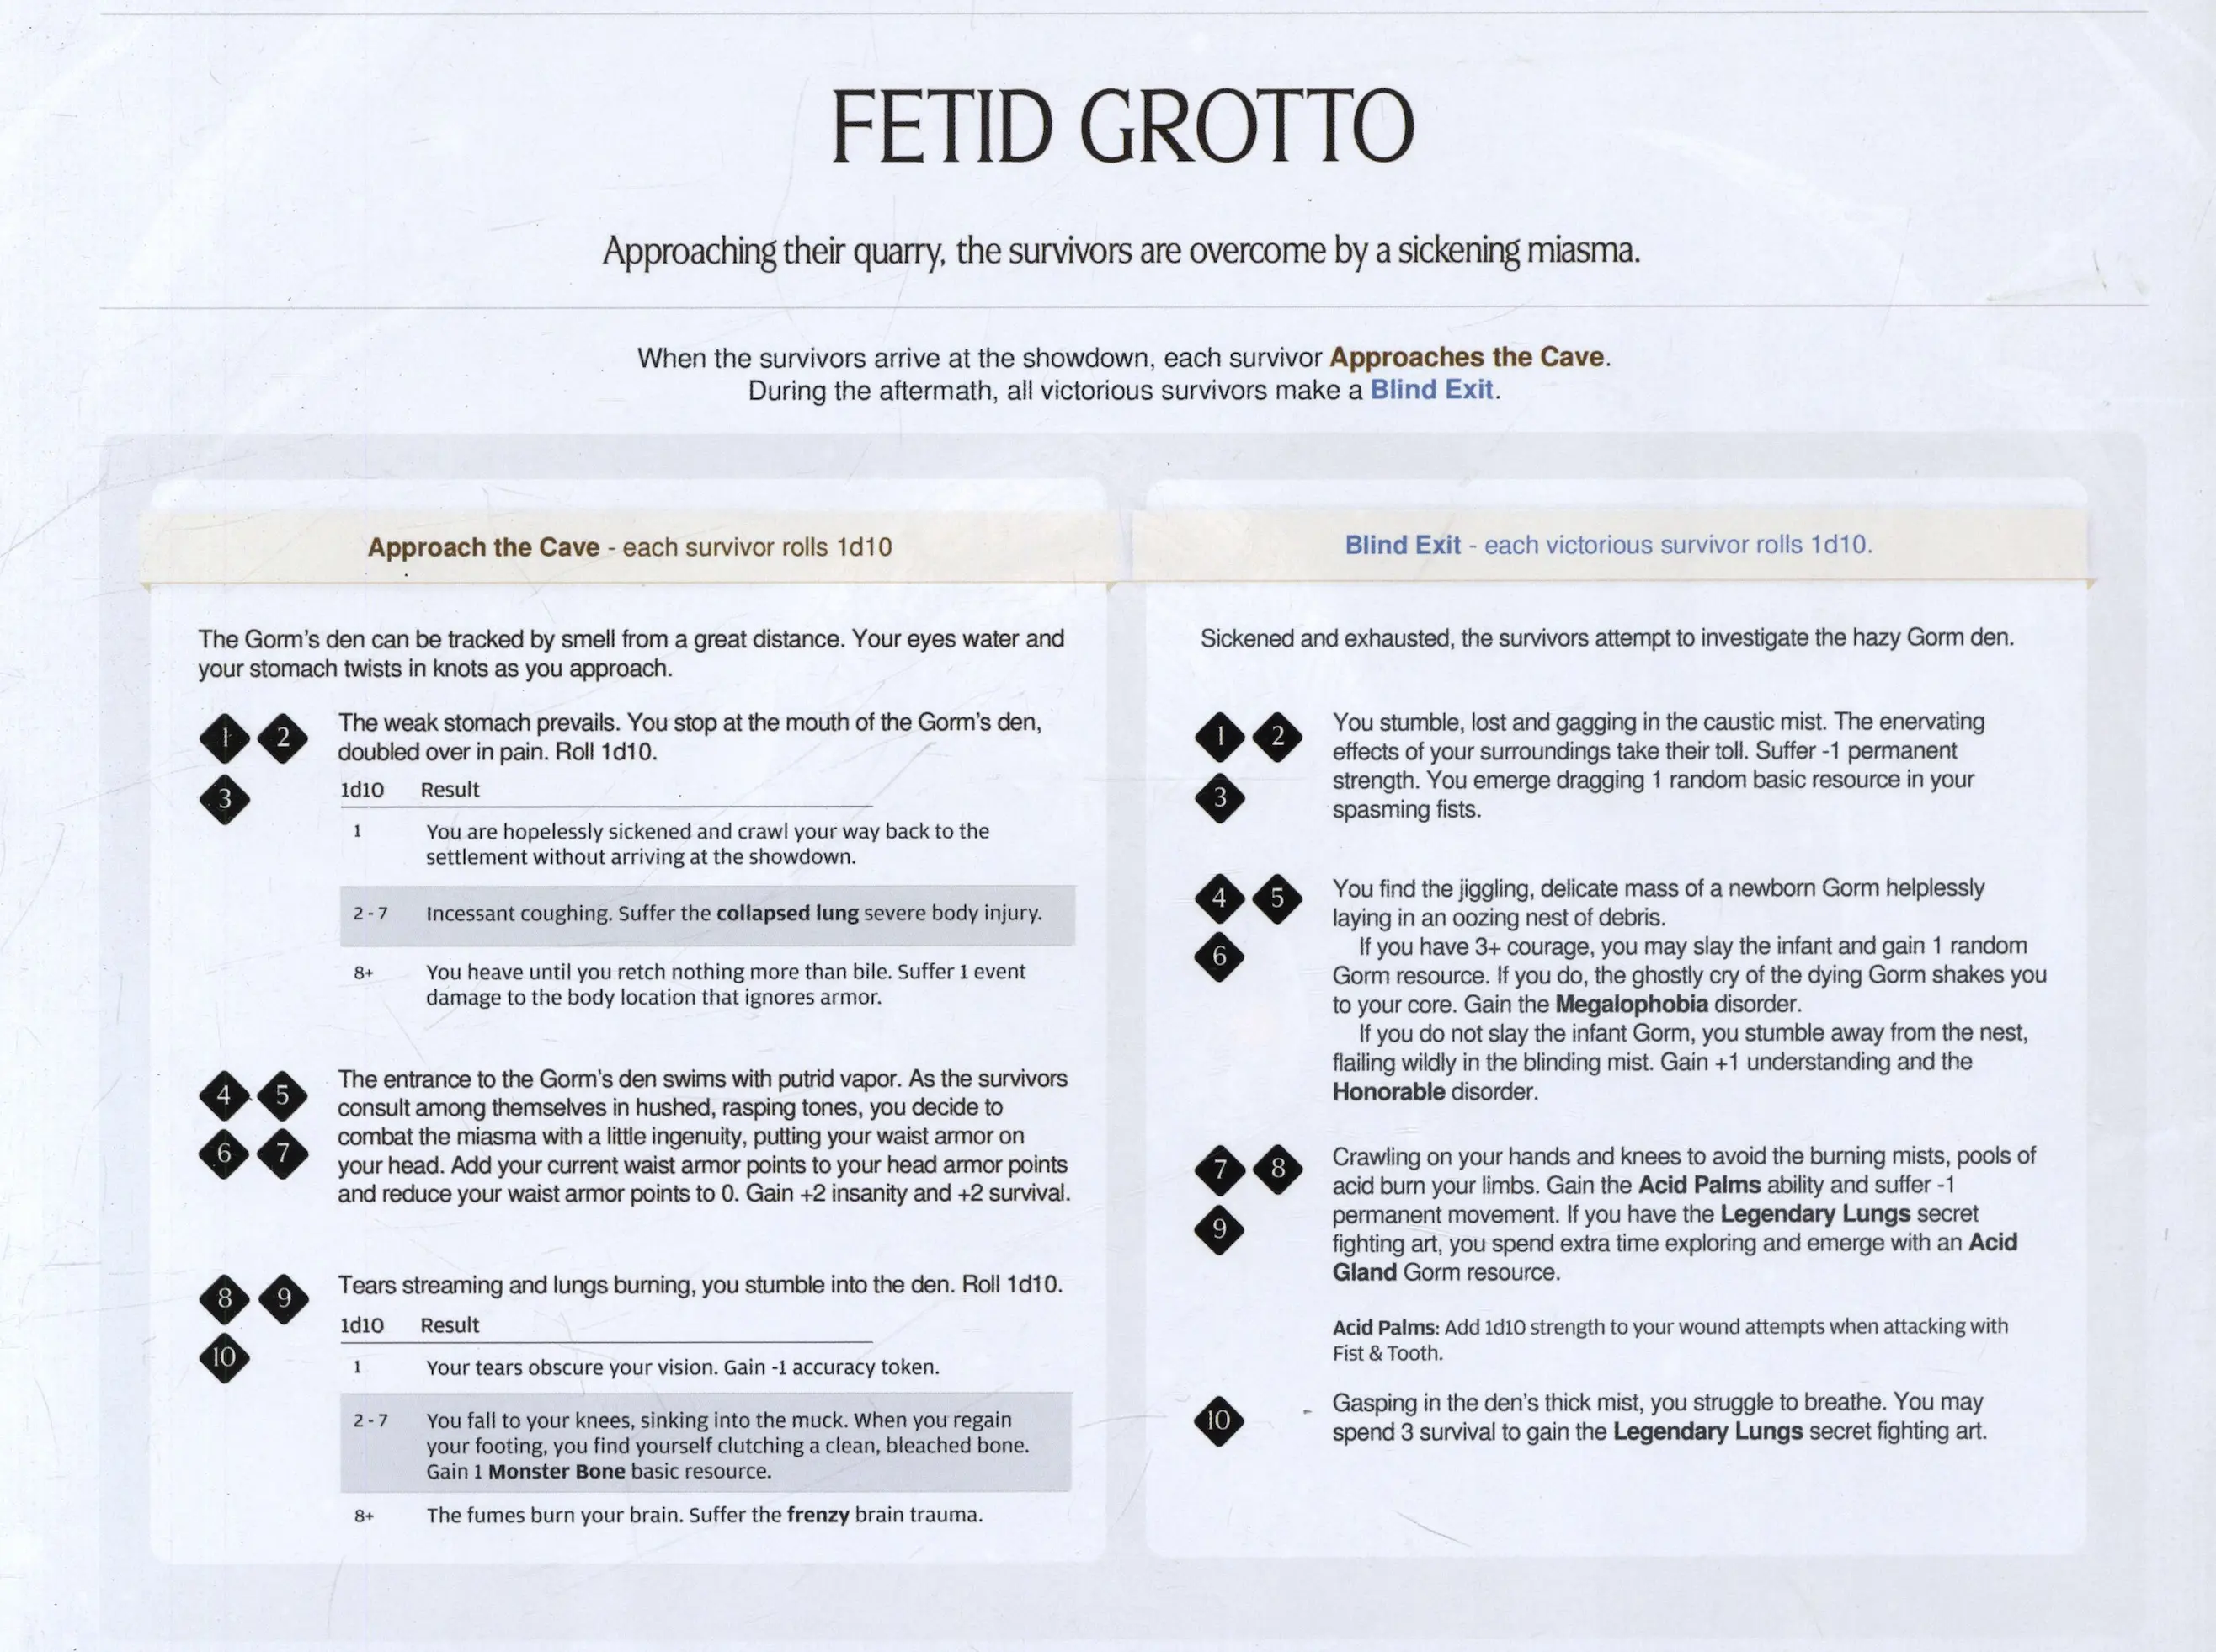 FETID GROTTO
Approaching their quarry, the survivors are overcome by a sickening miasma.
When the survivors arrive at the showdown, each survivor Approaches the Cave.
During the aftermath, all victorious survivors make a Blind Exit.
Approach the Cave - each survivor rolls 1d10
The Gorm's den can be tracked by smell from a great distance. Your eyes water and
your stomach twists in knots as you approach.
1 2
3
The weak stomach prevails. You stop at the mouth of the Gorm's den,
doubled over in pain. Roll 1d10.
1d10 Result
1 You are hopelessly sickened and crawl your way back to the
settlement without arriving at the showdown.
2 - 7 Incessant coughing. Suffer the collapsed lung severe body injury.
8+ You heave until you retch nothing more than bile. Suffer 1 event
damage to the body location that ignores armor.
4 5
6 7
The entrance to the Gorm's den swims with putrid vapor. As the survivors
consult among themselves in hushed, rasping tones, you decide to
combat the miasma with a little ingenuity, putting your waist armor on
your head. Add your current waist armor points to your head armor points
and reduce your waist armor points to 0. Gain +2 insanity and +2 survival.
8 9
10
Tears streaming and lungs burning, you stumble into the den. Roll 1d10.
1d10 Result
1 Your tears obscure your vision. Gain -1 accuracy token.
2 - 7 You fall to your knees, sinking into the muck. When you regain
your footing, you find yourself clutching a clean, bleached bone.
Gain 1 Monster Bone basic resource.
8+ The fumes burn your brain. Suffer the frenzy brain trauma.
Blind Exit - each victorious survivor rolls 1d10.
Sickened and exhausted, the survivors attempt to investigate the hazy Gorm den.
1 2
3
You stumble, lost and gagging in the caustic mist. The enervating
effects of your surroundings take their toll. Suffer -1 permanent
strength. You emerge dragging 1 random basic resource in your
spasming fists.
4 5
6
You find the jiggling, delicate mass of a newborn Gorm helplessly
laying in an oozing nest of debris.
If you have 3+ courage, you may slay the infant and gain 1 random
Gorm resource. If you do, the ghostly cry of the dying Gorm shakes you
to your core. Gain the Megalophobia disorder.
If you do not slay the infant Gorm, you stumble away from the nest,
flailing wildly in the blinding mist. Gain +1 understanding and the
Honorable disorder.
7 8
9
Crawling on your hands and knees to avoid the burning mists, pools of
acid burn your limbs. Gain the Acid Palms ability and suffer -1
permanent movement. If you have the Legendary Lungs secret
fighting art, you spend extra time exploring and emerge with an Acid
Gland Gorm resource.
Acid Palms: Add 1d10 strength to your wound attempts when attacking with
Fist & Tooth.
10
Gasping in the den's thick mist, you struggle to breathe. You may
spend 3 survival to gain the Legendary Lungs secret fighting art.